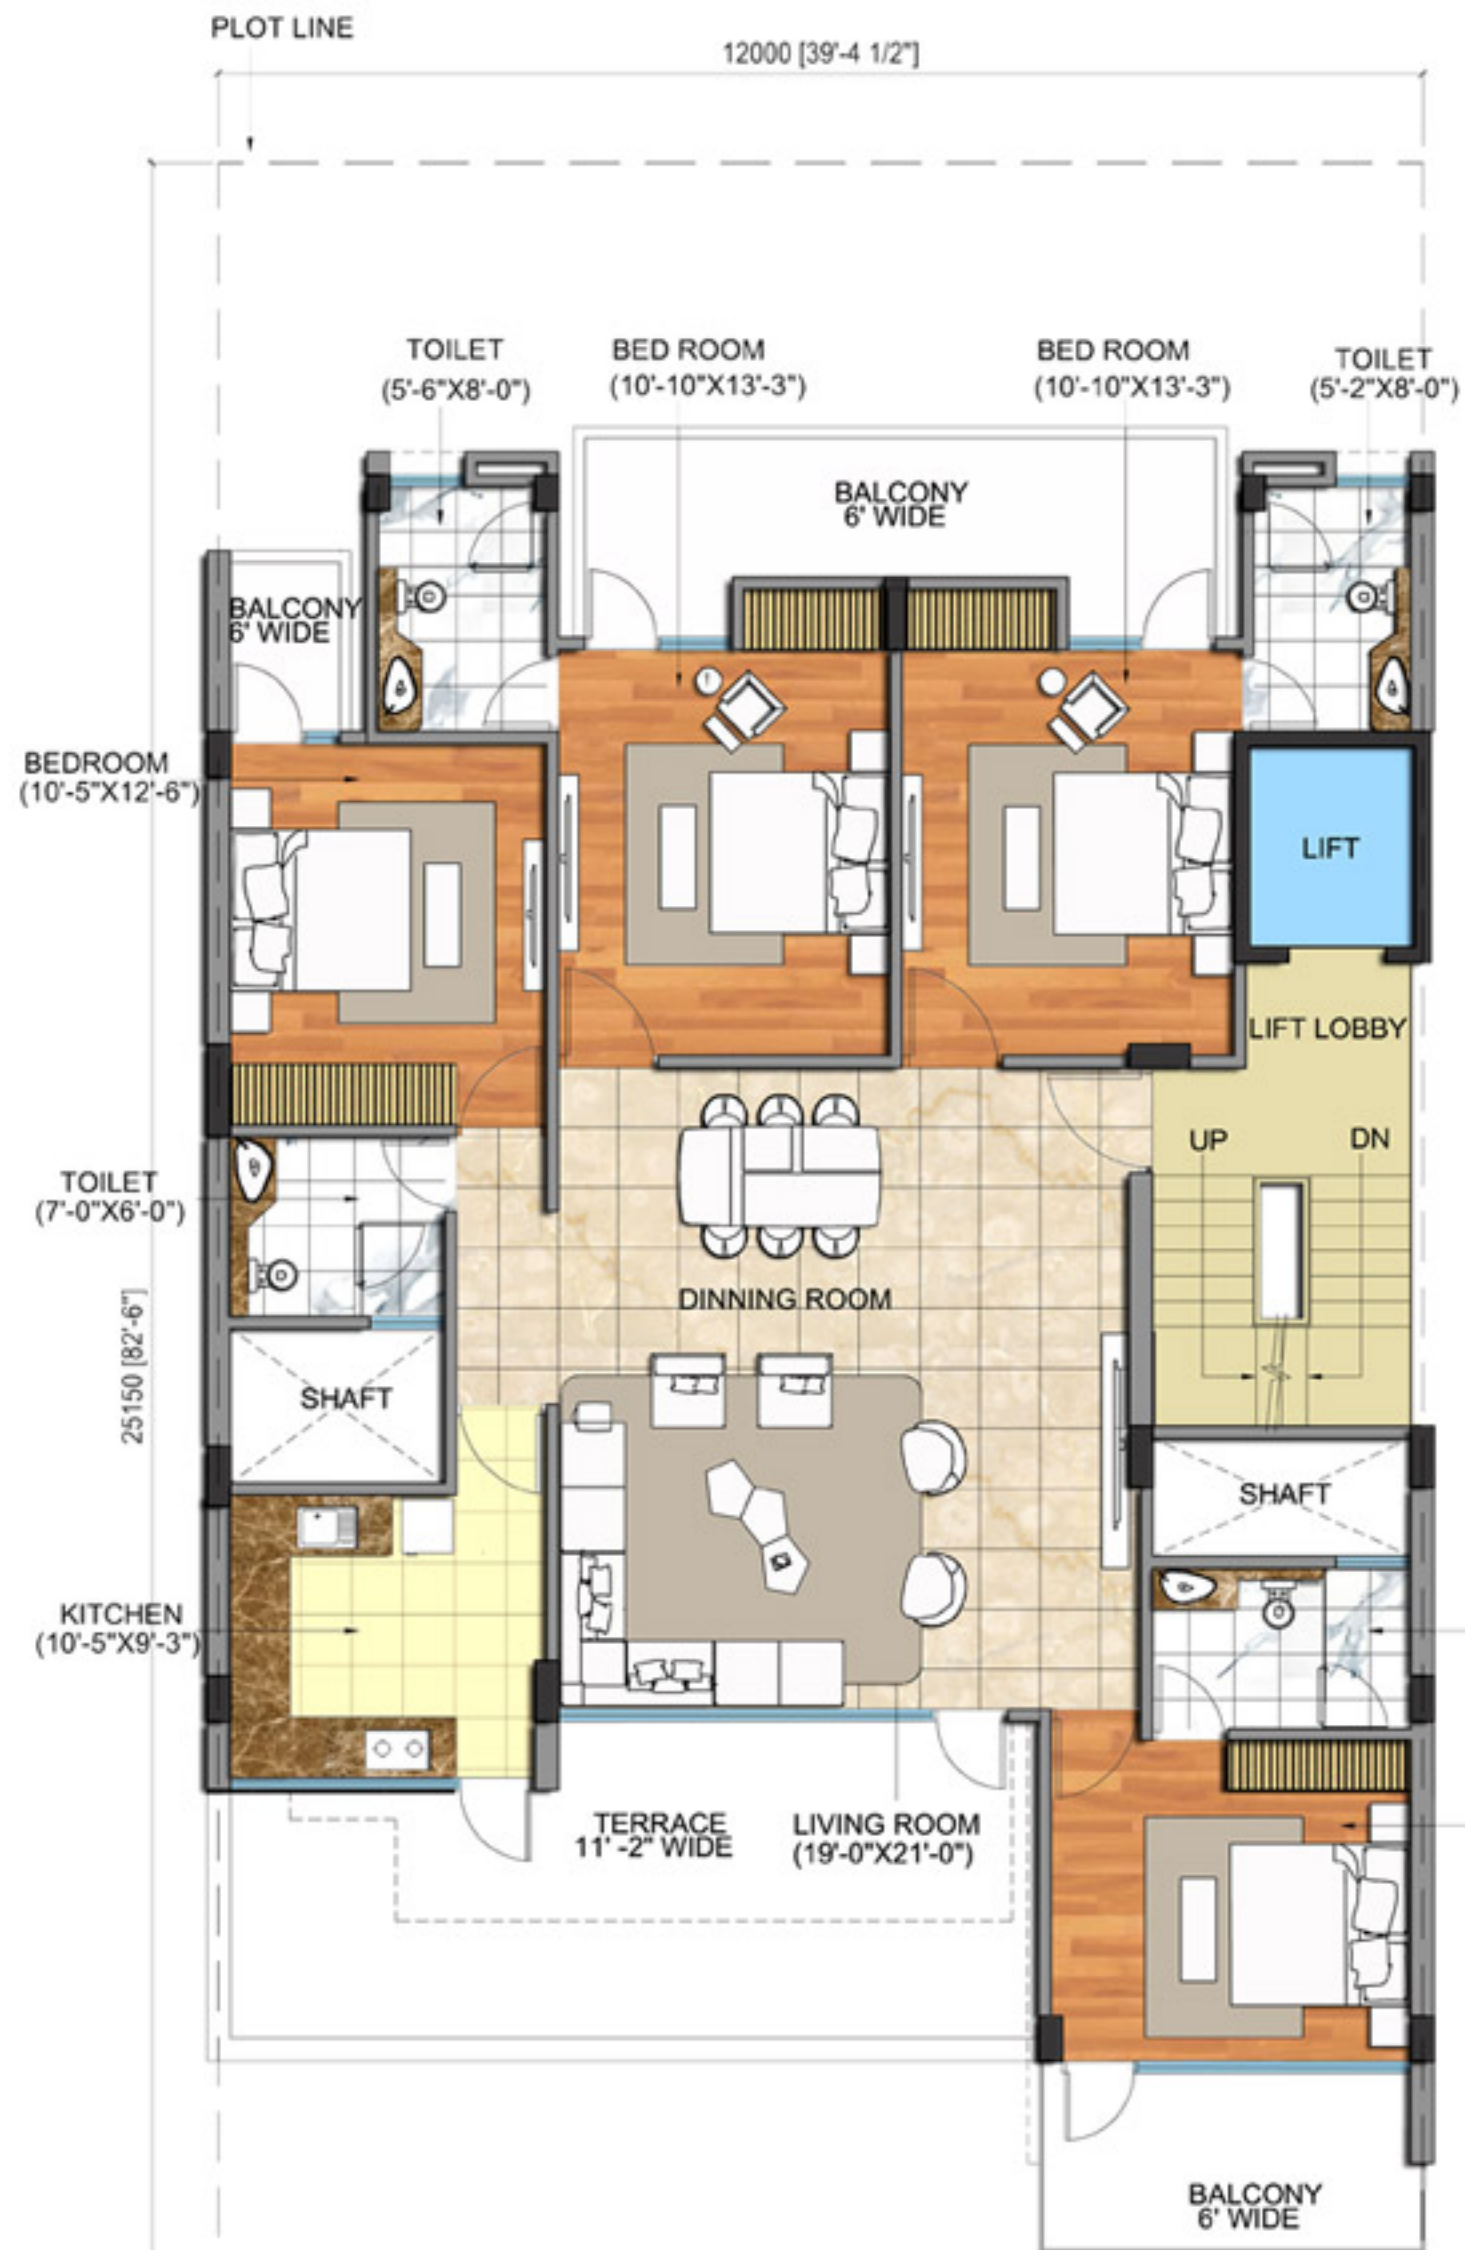 PLOT LINE
12000 [39'-4 1/2"]
TOILET
(5'-6"X8'-0")
BED ROOM
(10'-10"X13'-3")
BED ROOM
(10'-10"X13'-3")
TOILET
(5'-2"X8'-0")
BALCONY
6' WIDE
BALCONY
6' WIDE
BEDROOM
(10'-5"X12'-6")
LIFT
LIFT LOBBY
UP
DN
TOILET
(7'-0"X6'-0")
DINNING ROOM
25150 [82'-6"]
SHAFT
SHAFT
KITCHEN
(10'-5"X9'-3")
TERRACE
11' -2" WIDE
LIVING ROOM
(19'-0"X21'-0")
BALCONY
6' WIDE